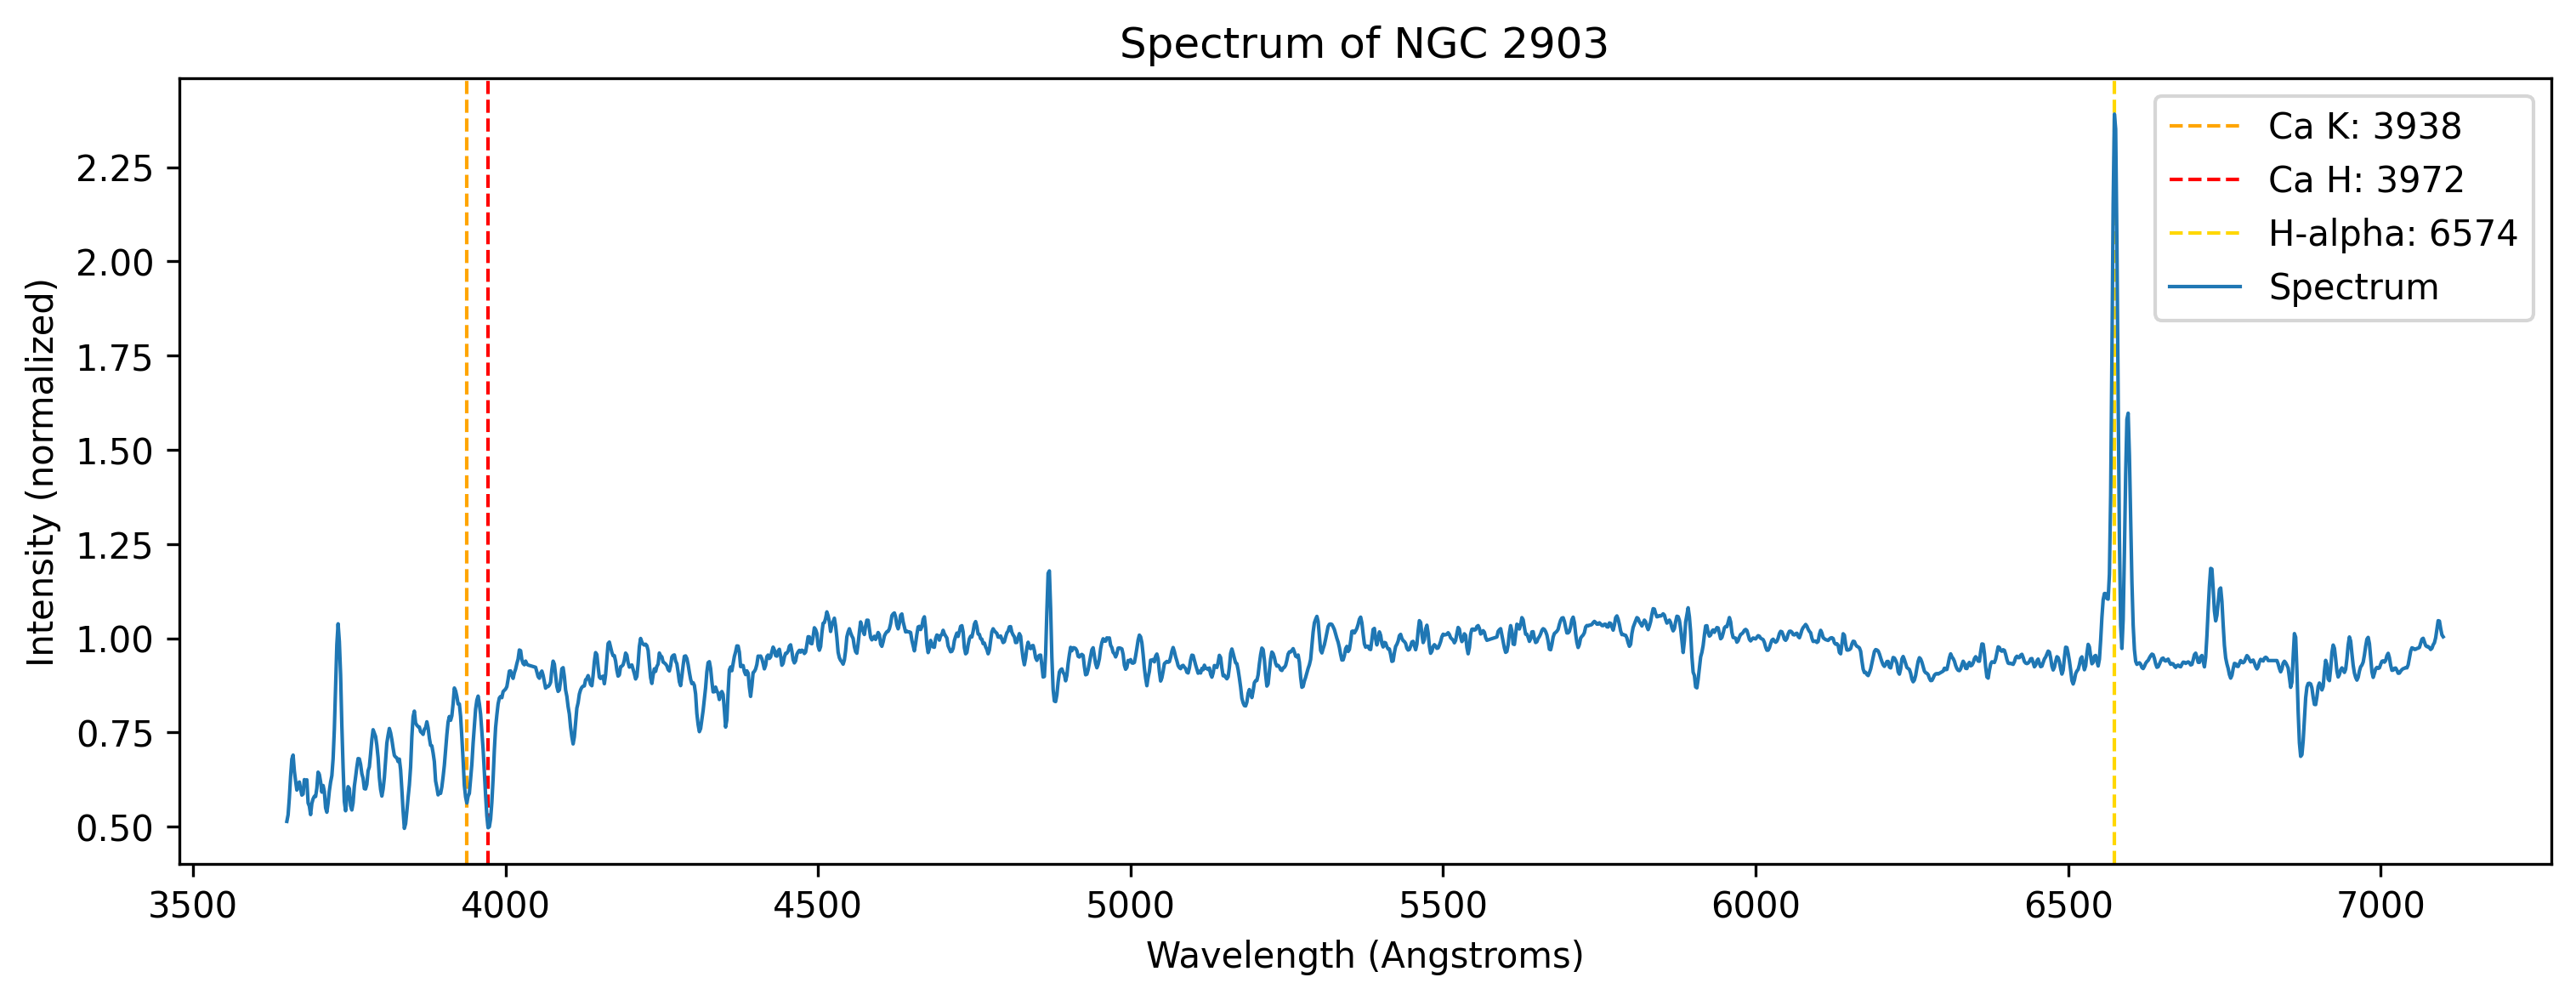 Spectrum of NGC 2903
Ca K: 3938
Ca H: 3972
H-alpha: 6574
Spectrum
Intensity (normalized)
2.25
2.00
1.75
1.50
1.25
1.00
0.75
0.50
3500 4000 4500 5000 5500 6000 6500 7000
Wavelength (Angstroms)